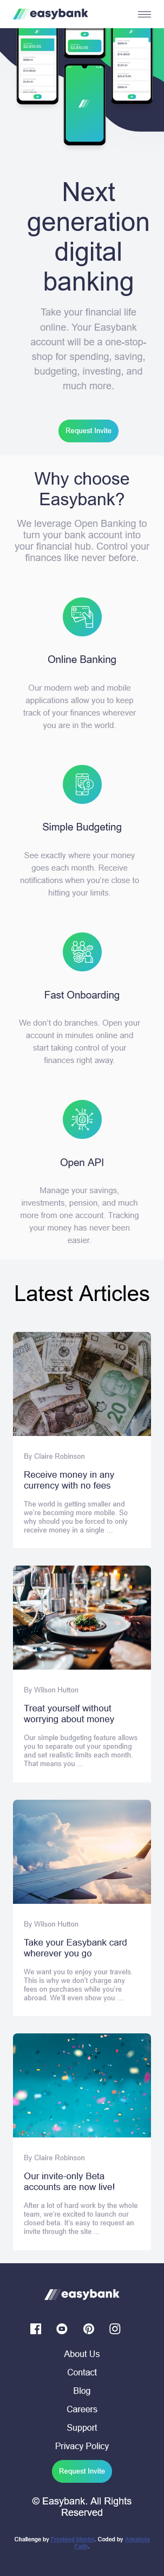 easybank
Next
generation
digital
banking
Take your financial life
online. Your Easybank
account will be a one-stop-
shop for spending, saving,
budgeting, investing, and
much more.
Request Invite
Why choose
Easybank?
We leverage Open Banking to
turn your bank account into
your financial hub. Control your
finances like never before.
Online Banking
Our modern web and mobile
applications allow you to keep
track of your finances wherever
you are in the world.
Simple Budgeting
See exactly where your money
goes each month. Receive
notifications when you're close to
hitting your limits.
Fast Onboarding
We don't do branches. Open your
account in minutes online and
start taking control of your
finances right away.
Open API
Manage your savings,
investments, pension, and much
more from one account. Tracking
your money has never been
easier.
Latest Articles
By Claire Robinson
Receive money in any
currency with no fees
The world is getting smaller and
we're becoming more mobile. So
why should you be forced to only
receive money in a single …
By Wilson Hutton
Treat yourself without
worrying about money
Our simple budgeting feature allows
you to separate out your spending
and set realistic limits each month.
That means you …
By Wilson Hutton
Take your Easybank card
wherever you go
We want you to enjoy your travels.
This is why we don't charge any
fees on purchases while you're
abroad. We'll even show you …
By Claire Robinson
Our invite-only Beta
accounts are now live!
After a lot of hard work by the whole
team, we're excited to launch our
closed beta. It's easy to request an
invite through the site ...
easybank
About Us
Contact
Blog
Careers
Support
Privacy Policy
Request Invite
© Easybank. All Rights
Reserved
Challenge by Frontend Mentor. Coded by